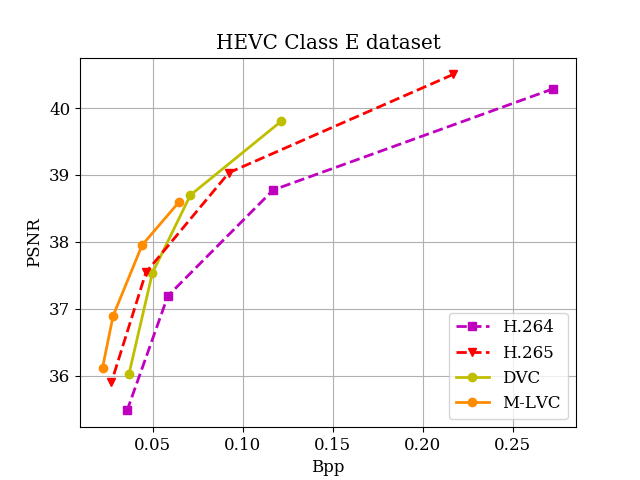 HEVC Class E dataset
PSNR
40
39
38
37
36
0.05 0.10 0.15 0.20 0.25
Bpp
H.264
H.265
DVC
M-LVC